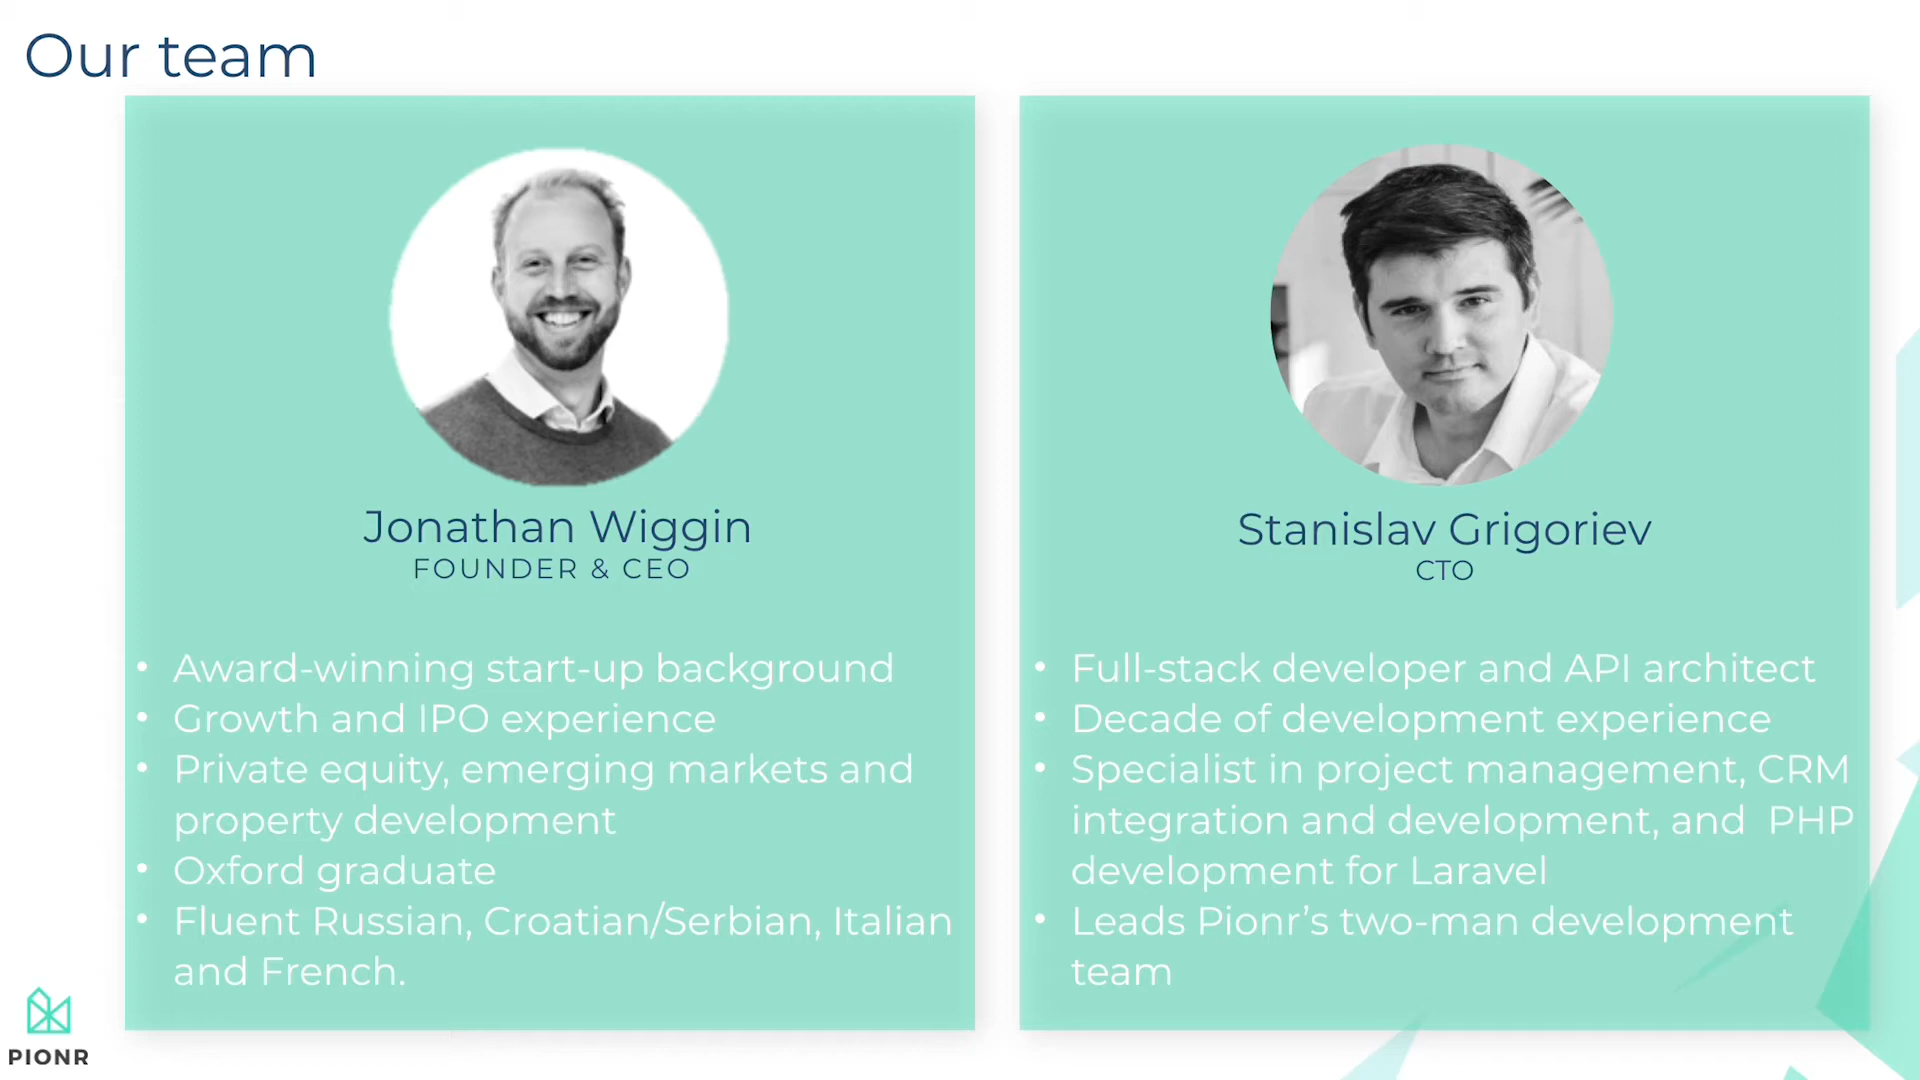 Our team
Jonathan Wiggin
FOUNDER & CEO
• Award-winning start-up background
• Growth and IPO experience
• Private equity, emerging markets and
property development
• Oxford graduate
• Fluent Russian, Croatian/Serbian, Italian
and French.
Stanislav Grigoriev
CTO
• Full-stack developer and API architect
• Decade of development experience
• Specialist in project management, CRM
integration and development, and  PHP
development for Laravel
• Leads Pionr’s two-man development
team
PIONR